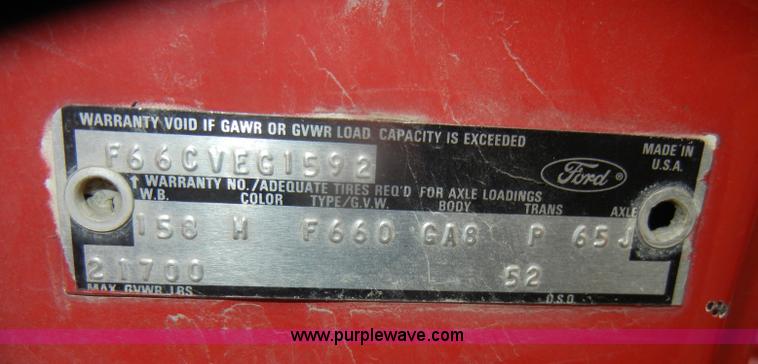 WARRANTY VOID IF GAWR OR GVWR LOAD CAPACITY IS EXCEEDED
F66CVEG1592
Ford
MADE IN
U.S.A.
↑ WARRANTY NO./ADEQUATE TIRES REQ'D FOR AXLE LOADINGS
W.B. COLOR TYPE/G.V.W. BODY TRANS AXLE
158 H F660 GA8 P 65J
21700 52
MAX. GVWR LBS D.S.O.
www.purplewave.com